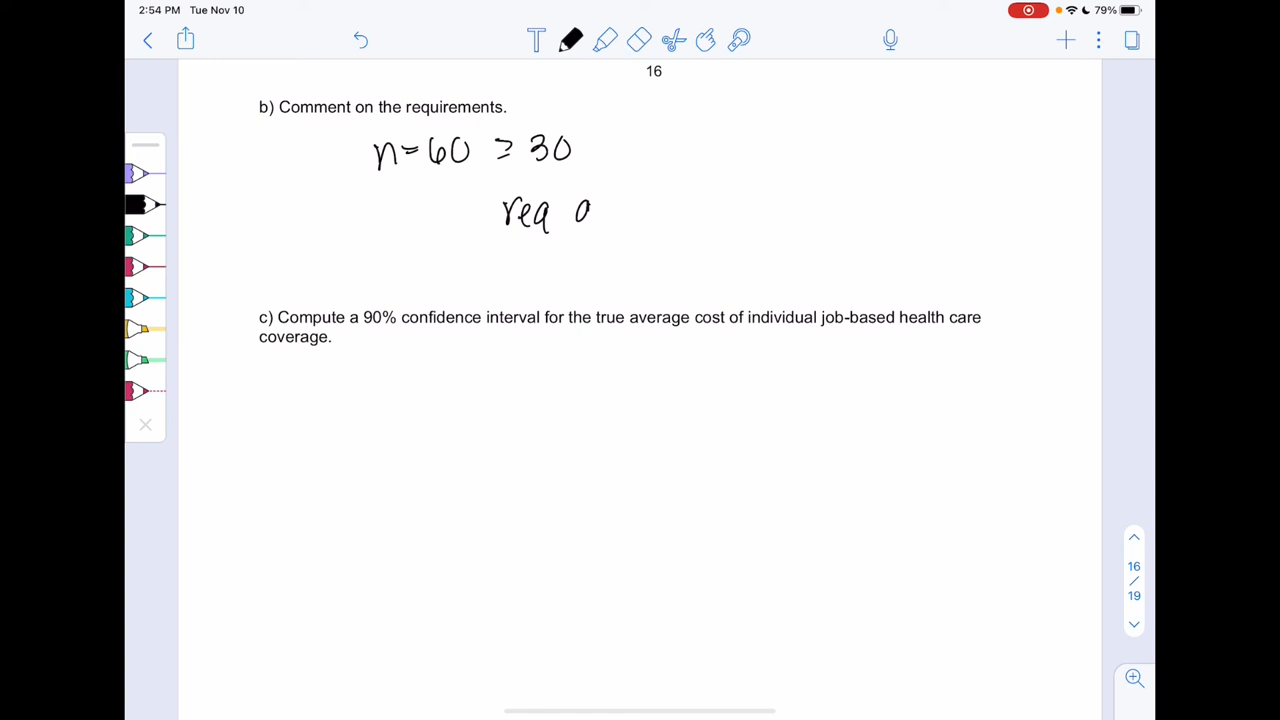 2:54 PM Tue Nov 10
79%
T
16
b) Comment on the requirements.
n=60 ≥ 30
req o
c) Compute a 90% confidence interval for the true average cost of individual job-based health care
coverage.
16
/
19